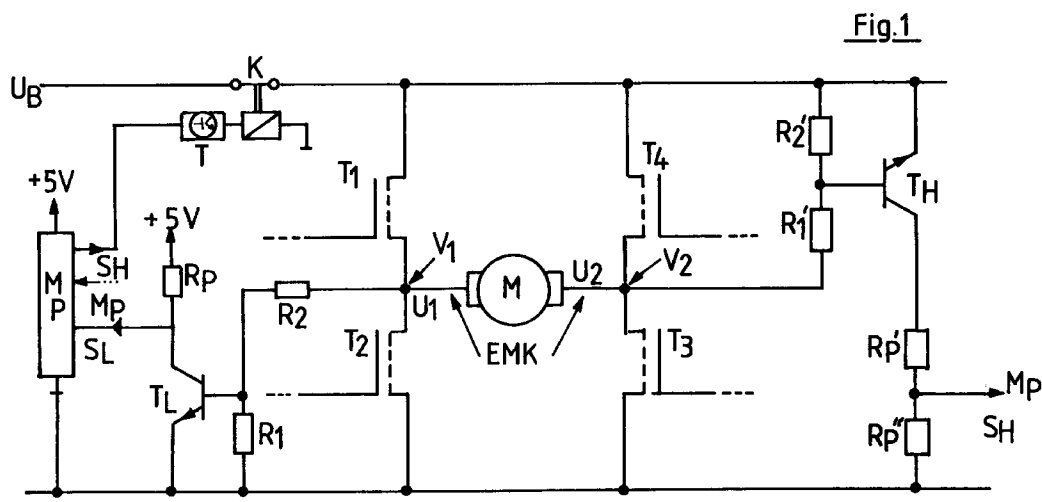 Fig.1
UB
K
T
+5V
+5V
SH
MP
Mp
SL
RP
TL
R1
R2
T1
T2
V1
U1
M
EMK
U2
V2
T4
T3
R2'
R1'
TH
Rp'
Rp"
Mp
SH